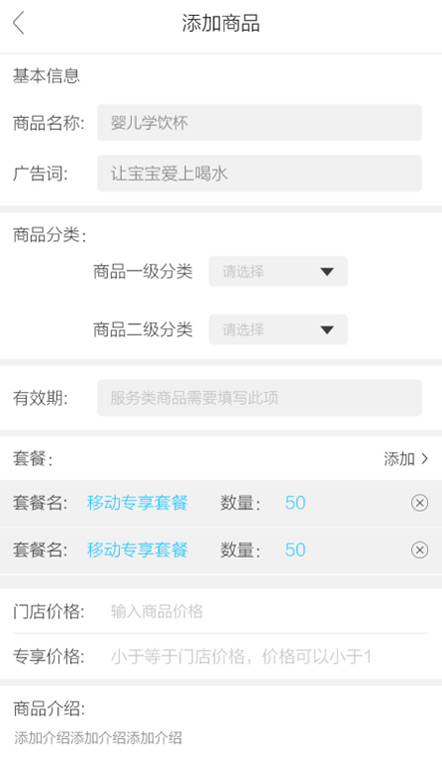 添加商品
基本信息
商品名称: 婴儿学饮杯
广告词: 让宝宝爱上喝水
商品分类:
商品一级分类 请选择
商品二级分类 请选择
有效期: 服务类商品需要填写此项
套餐: 添加
套餐名: 移动专享套餐 数量: 50
套餐名: 移动专享套餐 数量: 50
门店价格: 输入商品价格
专享价格: 小于等于门店价格，价格可以小于1
商品介绍:
添加介绍添加介绍添加介绍